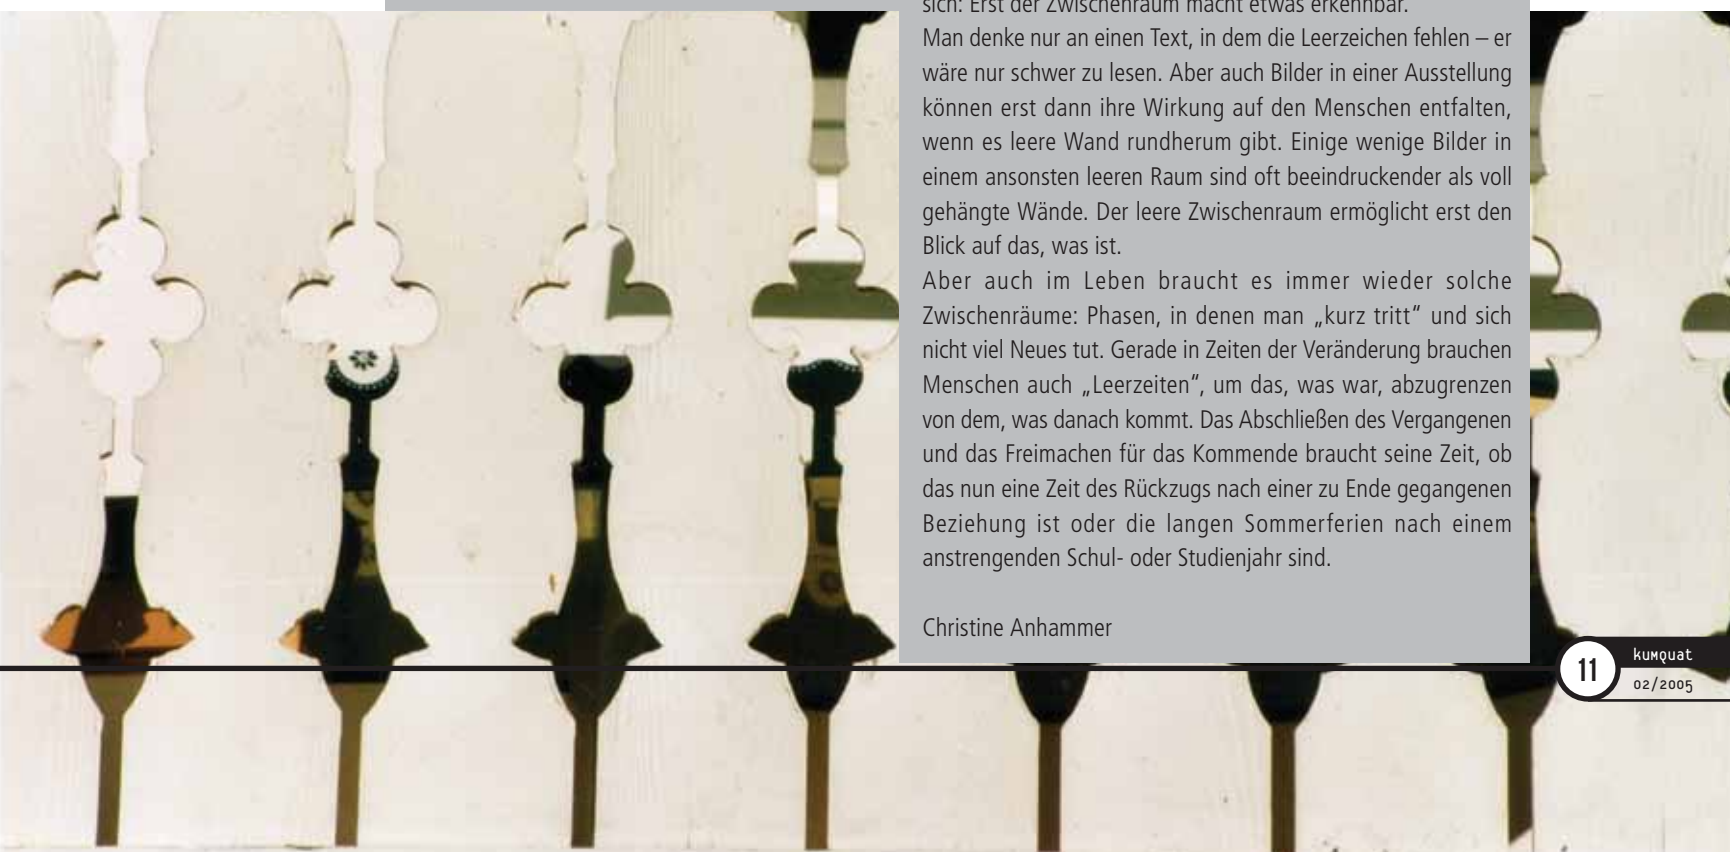 sich: Erst der Zwischenraum macht etwas erkennbar.
Man denke nur an einen Text, in dem die Leerzeichen fehlen – er
wäre nur schwer zu lesen. Aber auch Bilder in einer Ausstellung
können erst dann ihre Wirkung auf den Menschen entfalten,
wenn es leere Wand rundherum gibt. Einige wenige Bilder in
einem ansonsten leeren Raum sind oft beeindruckender als voll
gehängte Wände. Der leere Zwischenraum ermöglicht erst den
Blick auf das, was ist.
Aber auch im Leben braucht es immer wieder solche
Zwischenräume: Phasen, in denen man „kurz tritt“ und sich
nicht viel Neues tut. Gerade in Zeiten der Veränderung brauchen
Menschen auch „Leerzeiten“, um das, was war, abzugrenzen
von dem, was danach kommt. Das Abschließen des Vergangenen
und das Freimachen für das Kommende braucht seine Zeit, ob
das nun eine Zeit des Rückzugs nach einer zu Ende gegangenen
Beziehung ist oder die langen Sommerferien nach einem
anstrengenden Schul- oder Studienjahr sind.
Christine Anhammer
11
kumquat
02/2005